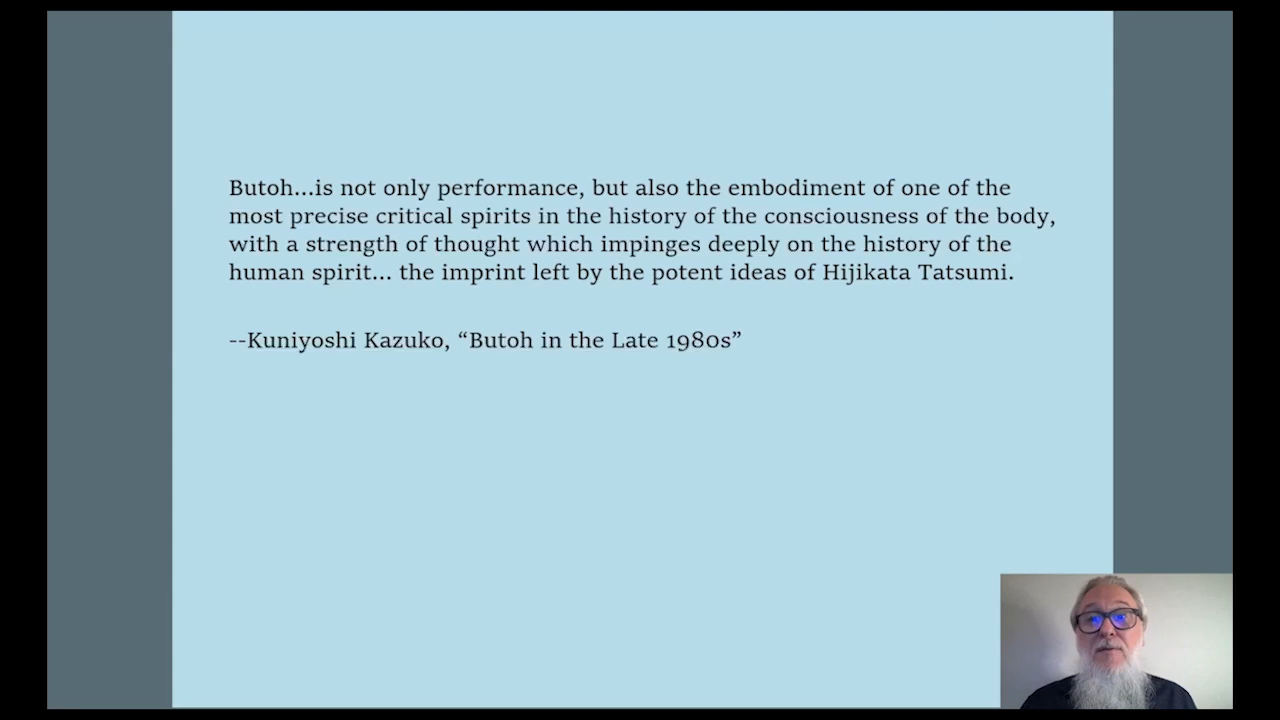 Butoh...is not only performance, but also the embodiment of one of the
most precise critical spirits in the history of the consciousness of the body,
with a strength of thought which impinges deeply on the history of the
human spirit... the imprint left by the potent ideas of Hijikata Tatsumi.
--Kuniyoshi Kazuko, “Butoh in the Late 1980s”